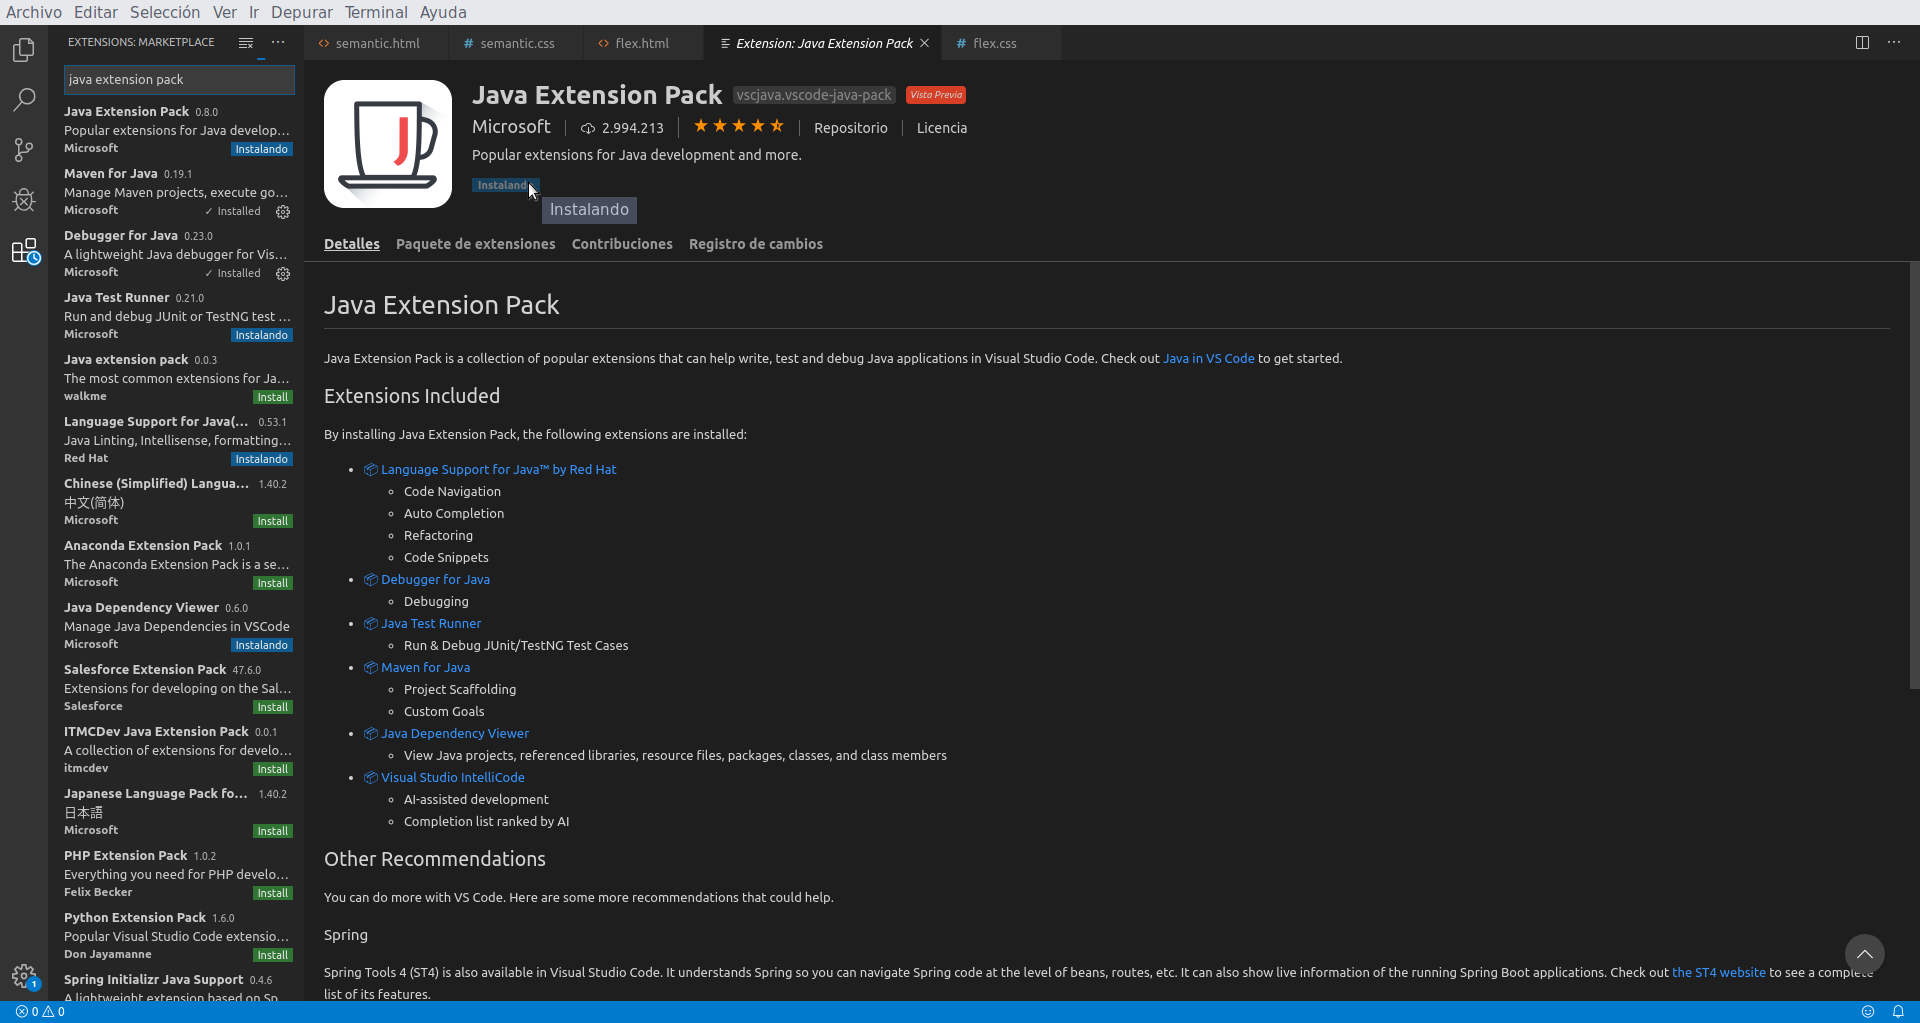 Archivo Editar Selección Ver Ir Depurar Terminal Ayuda
EXTENSIONS: MARKETPLACE
java extension pack
Java Extension Pack 0.8.0
Popular extensions for Java develop...
Microsoft Instalando
Maven for Java 0.19.1
Manage Maven projects, execute go...
Microsoft ✓ Installed
Debugger for Java 0.23.0
A lightweight Java debugger for Vis...
Microsoft ✓ Installed
Java Test Runner 0.21.0
Run and debug JUnit or TestNG test ...
Microsoft Instalando
Java extension pack 0.0.3
The most common extensions for Ja...
walkme Install
Language Support for Java(... 0.53.1
Java Linting, Intellisense, formatting...
Red Hat Instalando
Chinese (Simplified) Langua... 1.40.2
中文(简体)
Microsoft Install
Anaconda Extension Pack 1.0.1
The Anaconda Extension Pack is a se...
Microsoft Install
Java Dependency Viewer 0.6.0
Manage Java Dependencies in VSCode
Microsoft Instalando
Salesforce Extension Pack 47.6.0
Extensions for developing on the Sal...
Salesforce Install
ITMCDev Java Extension Pack 0.0.1
A collection of extensions for develo...
itmcdev Install
Japanese Language Pack fo... 1.40.2
日本語
Microsoft Install
PHP Extension Pack 1.0.2
Everything you need for PHP develo...
Felix Becker Install
Python Extension Pack 1.6.0
Popular Visual Studio Code extensio...
Don Jayamanne Install
Spring Initializr Java Support 0.4.6
A lightweight extension based on Sp
semantic.html semantic.css flex.html Extension: Java Extension Pack flex.css
Java Extension Pack vscjava.vscode-java-pack Vista Previa
Microsoft 2.994.213 Repositorio Licencia
Popular extensions for Java development and more.
Instalando
Instalando
Detalles Paquete de extensiones Contribuciones Registro de cambios
Java Extension Pack
Java Extension Pack is a collection of popular extensions that can help write, test and debug Java applications in Visual Studio Code. Check out Java in VS Code to get started.
Extensions Included
By installing Java Extension Pack, the following extensions are installed:
• Language Support for Java™ by Red Hat
◦ Code Navigation
◦ Auto Completion
◦ Refactoring
◦ Code Snippets
• Debugger for Java
◦ Debugging
• Java Test Runner
◦ Run & Debug JUnit/TestNG Test Cases
• Maven for Java
◦ Project Scaffolding
◦ Custom Goals
• Java Dependency Viewer
◦ View Java projects, referenced libraries, resource files, packages, classes, and class members
• Visual Studio IntelliCode
◦ AI-assisted development
◦ Completion list ranked by AI
Other Recommendations
You can do more with VS Code. Here are some more recommendations that could help.
Spring
Spring Tools 4 (ST4) is also available in Visual Studio Code. It understands Spring so you can navigate Spring code at the level of beans, routes, etc. It can also show live information of the running Spring Boot applications. Check out the ST4 website to see a complete
list of its features.
1
0 0